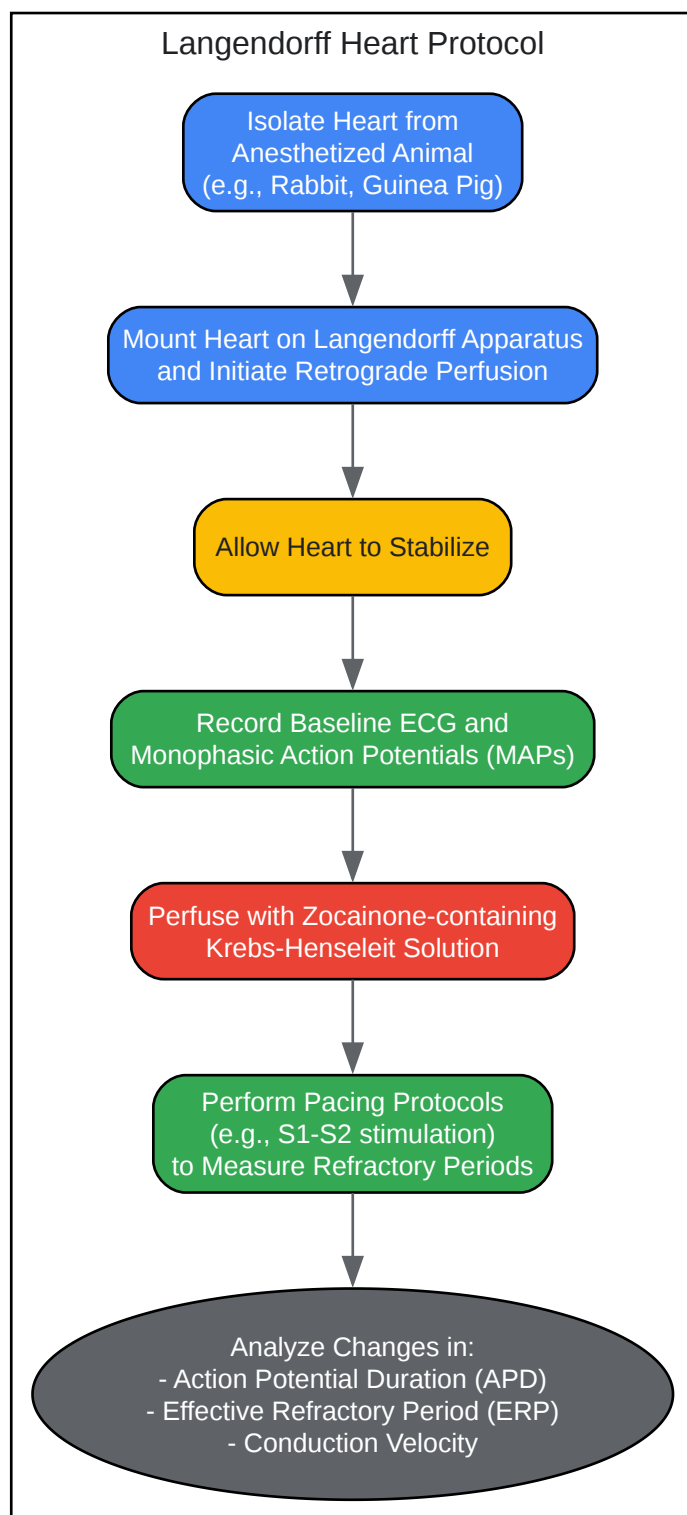 Langendorff Heart Protocol
Isolate Heart from
Anesthetized Animal
(e.g., Rabbit, Guinea Pig)
Mount Heart on Langendorff Apparatus
and Initiate Retrograde Perfusion
Allow Heart to Stabilize
Record Baseline ECG and
Monophasic Action Potentials (MAPs)
Perfuse with Zocainone-containing
Krebs-Henseleit Solution
Perform Pacing Protocols
(e.g., S1-S2 stimulation)
to Measure Refractory Periods
Analyze Changes in:
- Action Potential Duration (APD)
- Effective Refractory Period (ERP)
- Conduction Velocity